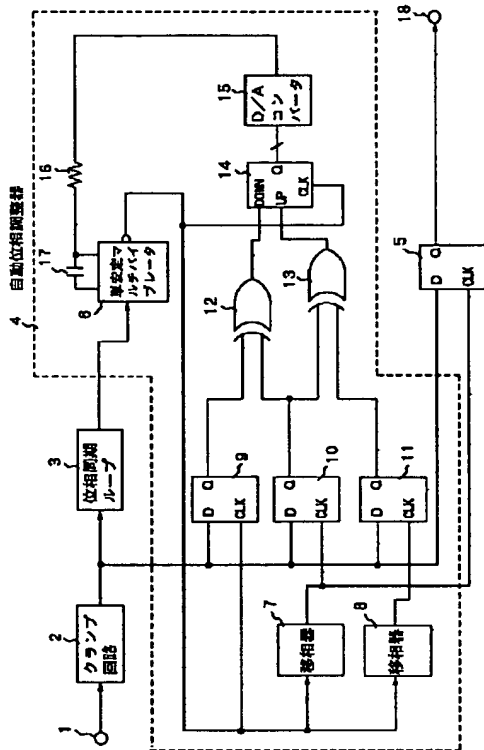 自動位相調整器
4
1
2
クランプ
回路
3
位相同期
ループ
17
16
単安定マ
ルチバイ
ブレータ
6
15
D/A
コン
バータ
14
DOWN
UP
Q
CLK
12
13
9
D Q
CLK
10
D Q
CLK
11
D Q
CLK
7
移相器
8
移相器
5
D Q
CLK
18